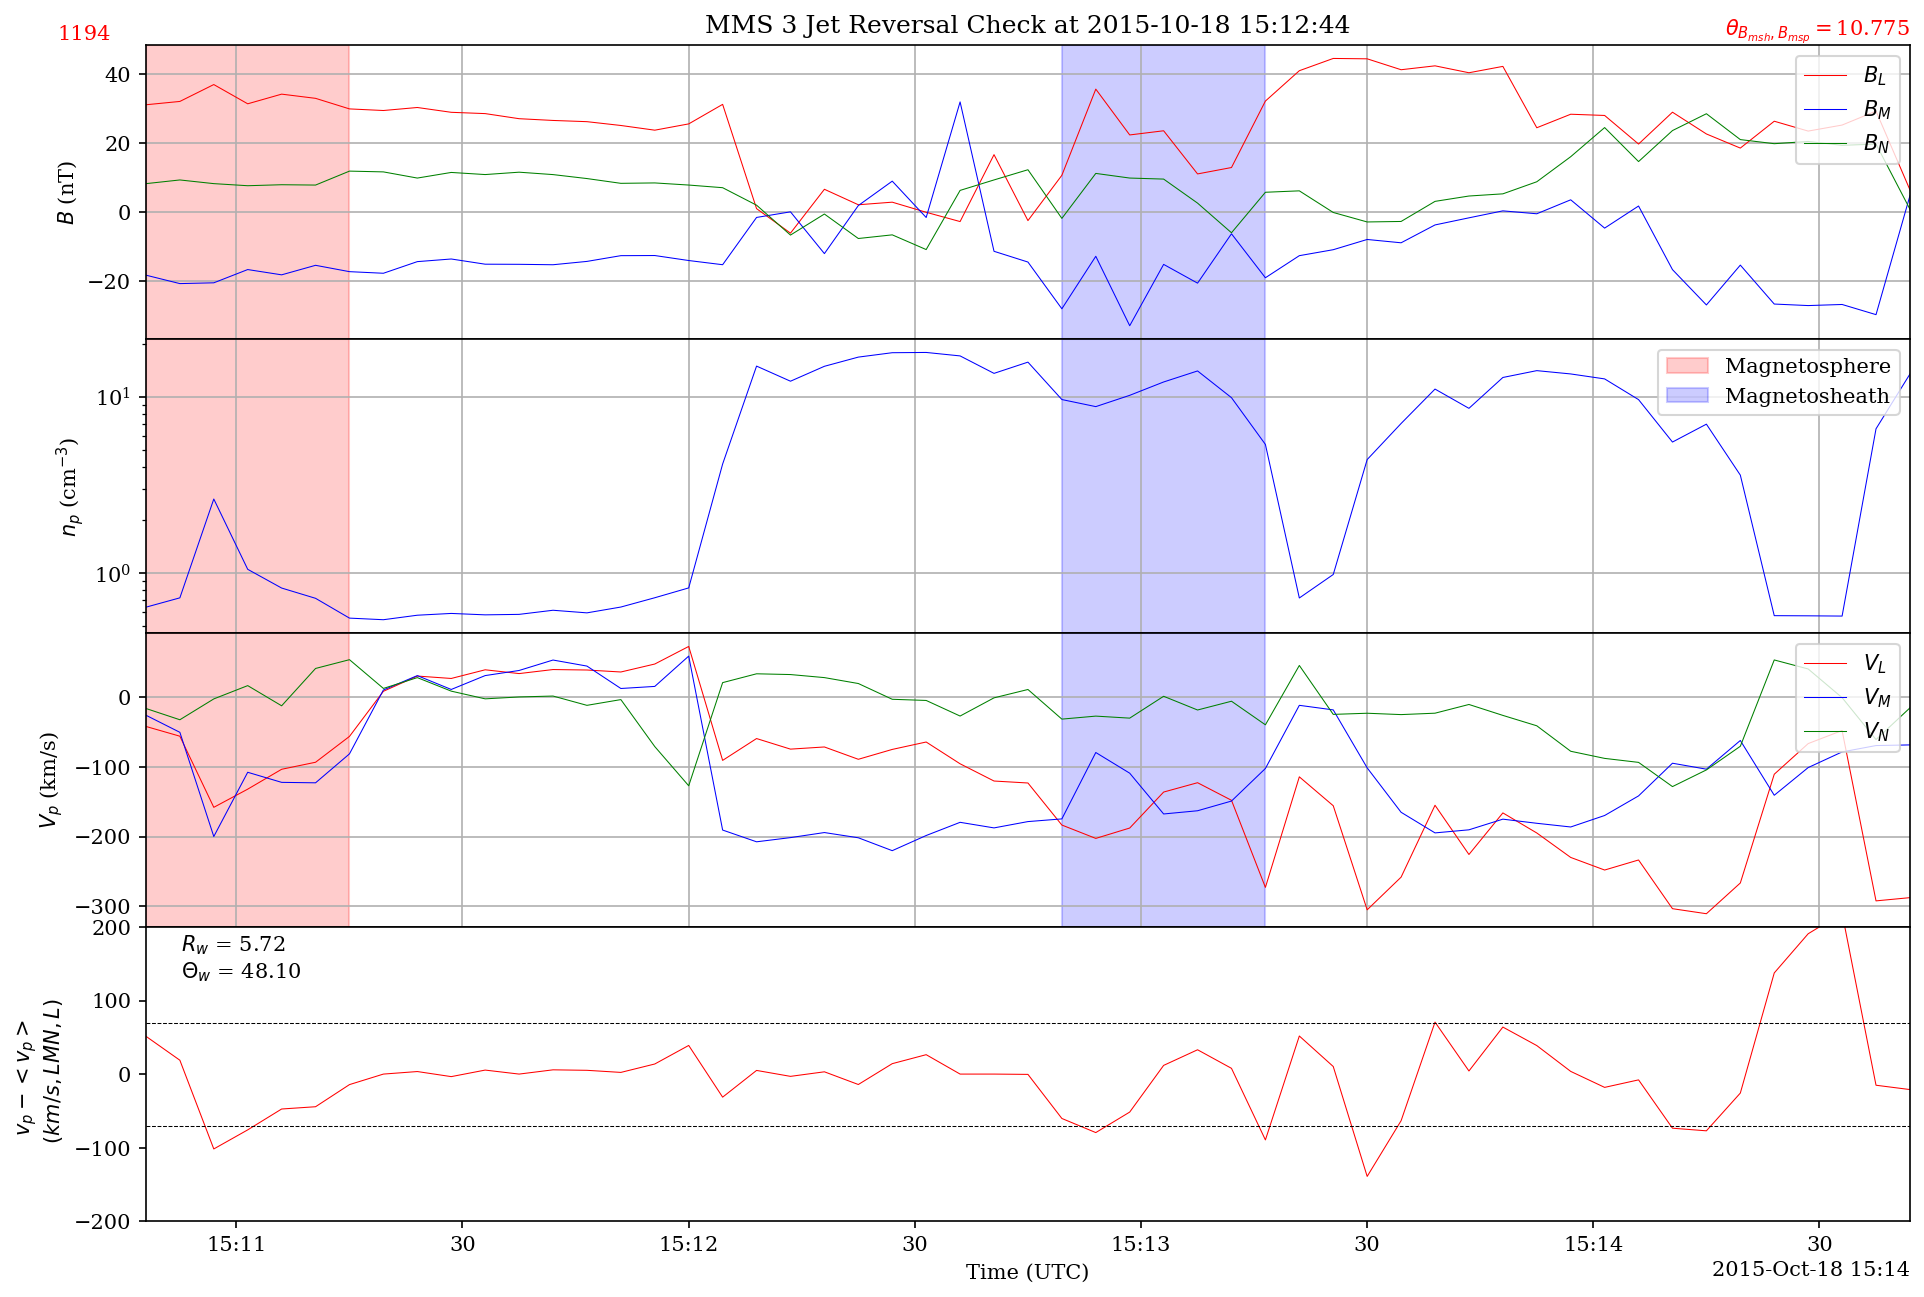 MMS 3 Jet Reversal Check at 2015-10-18 15:12:44
1194
θ_{B_{msh}, B_{msp}} = 10.775
40
20
0
−20
B (nT)
B_L
B_M
B_N
10^1
10^0
n_p (cm^{−3})
Magnetosphere
Magnetosheath
0
−100
−200
−300
V_p (km/s)
V_L
V_M
V_N
200
100
0
−100
−200
v_p − < v_p >
(km/s, LMN, L)
R_w = 5.72
Θ_w = 48.10
15:11
30
15:12
30
15:13
30
15:14
30
Time (UTC)
2015-Oct-18 15:14